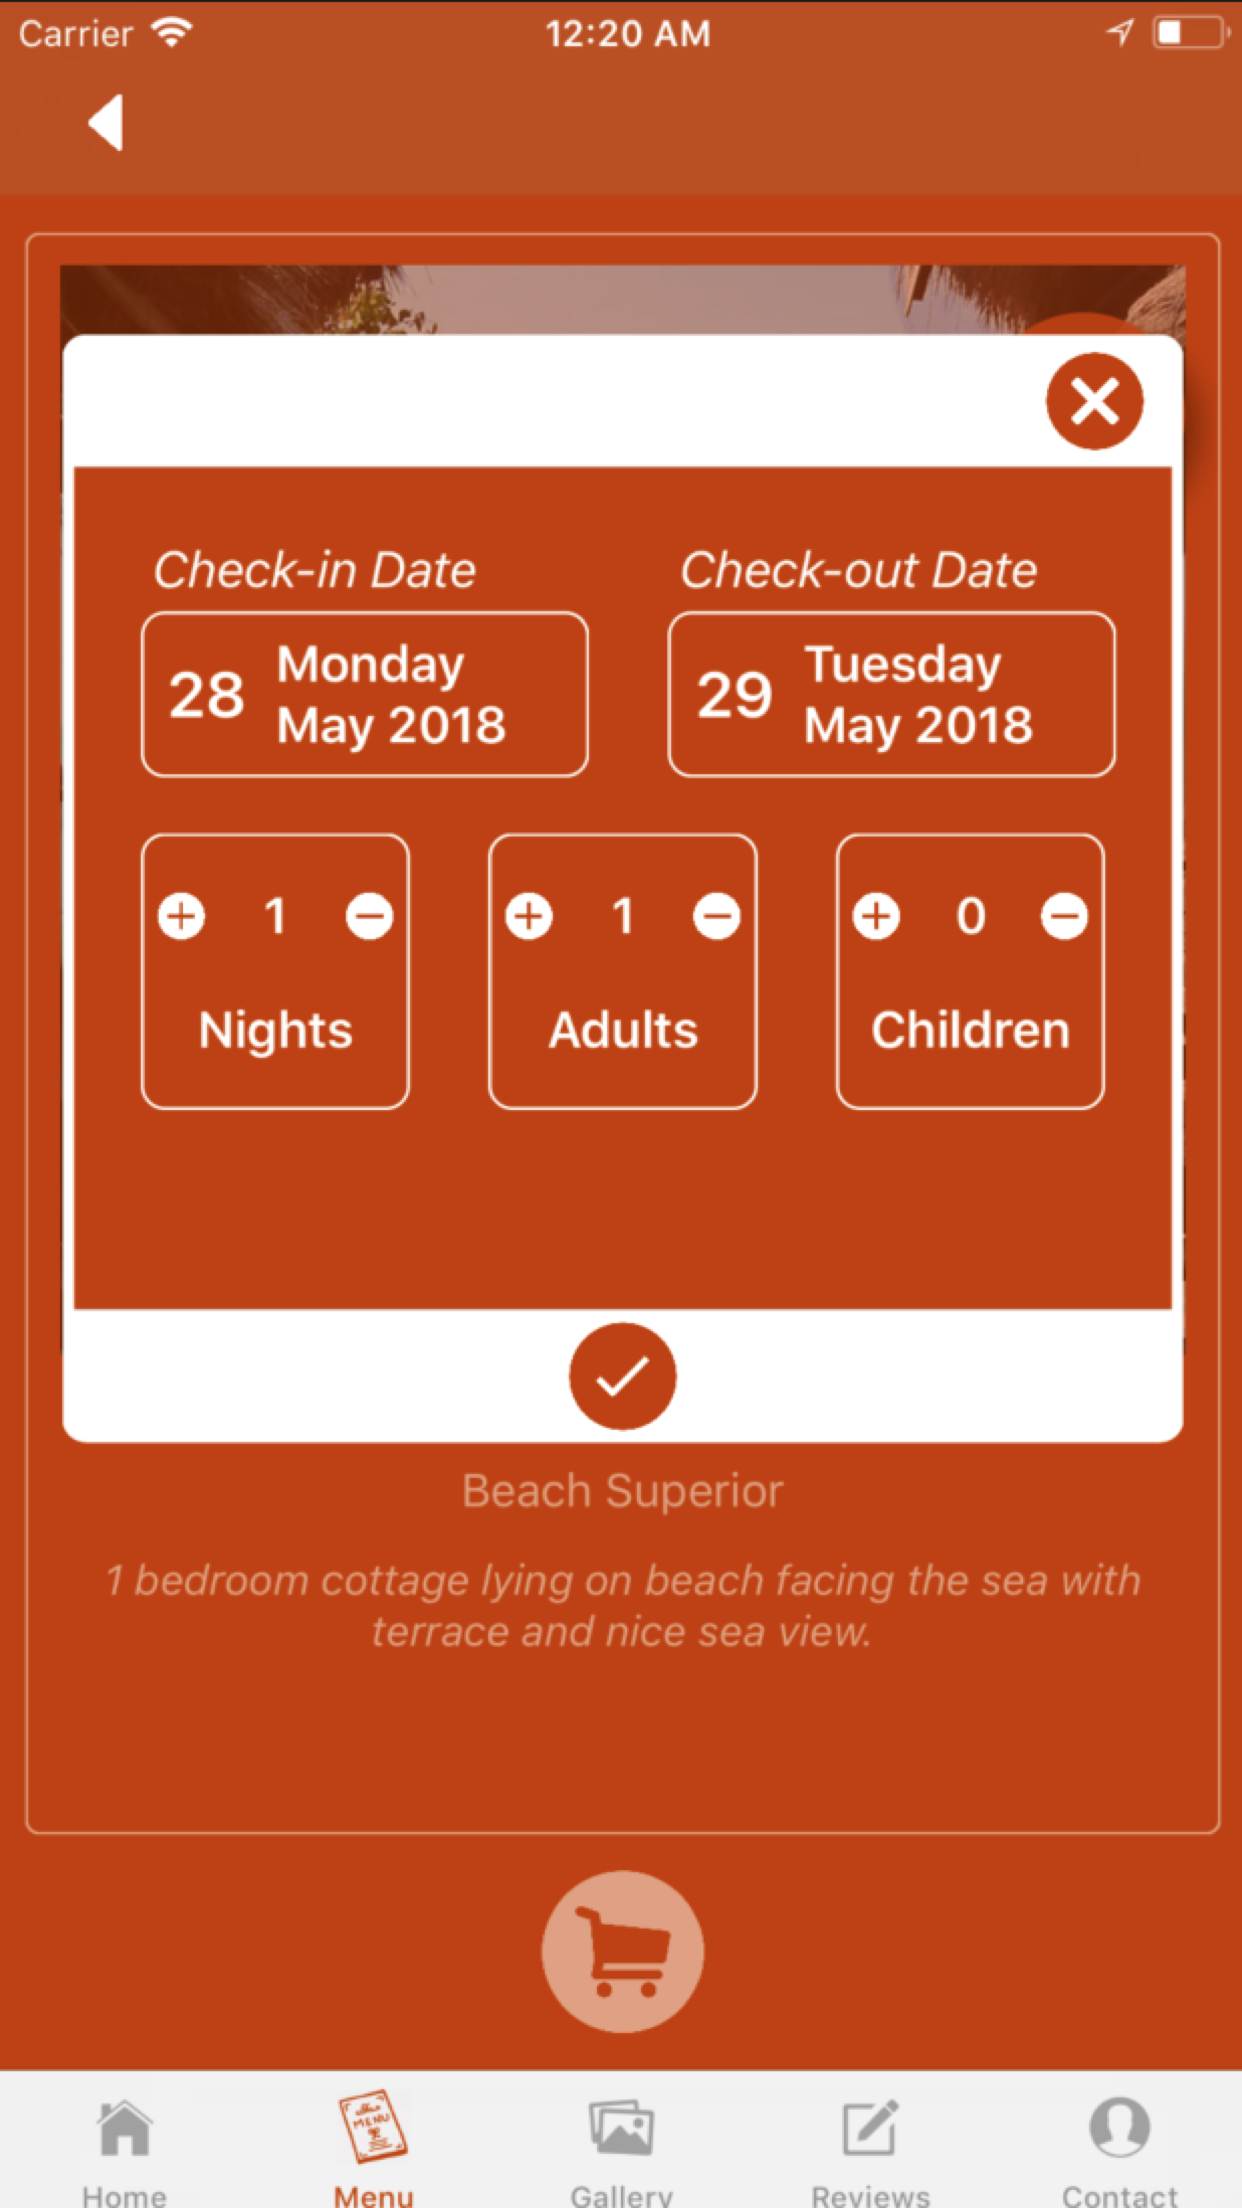 Carrier
12:20 AM
Check-in Date
Check-out Date
28
Monday
May 2018
29
Tuesday
May 2018
1
Nights
1
Adults
0
Children
Beach Superior
1 bedroom cottage lying on beach facing the sea with
terrace and nice sea view.
MENU
Home
Menu
Gallery
Reviews
Contact